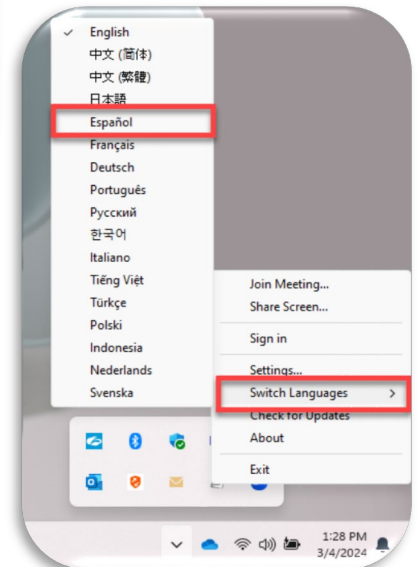 English
中文 (简体)
中文 (繁體)
日本語
Español
Français
Deutsch
Português
Русский
한국어
Italiano
Tiếng Việt
Türkçe
Polski
Indonesia
Nederlands
Svenska
Join Meeting...
Share Screen...
Sign in
Settings...
Switch Languages
Check for Updates
About
Exit
1:28 PM
3/4/2024